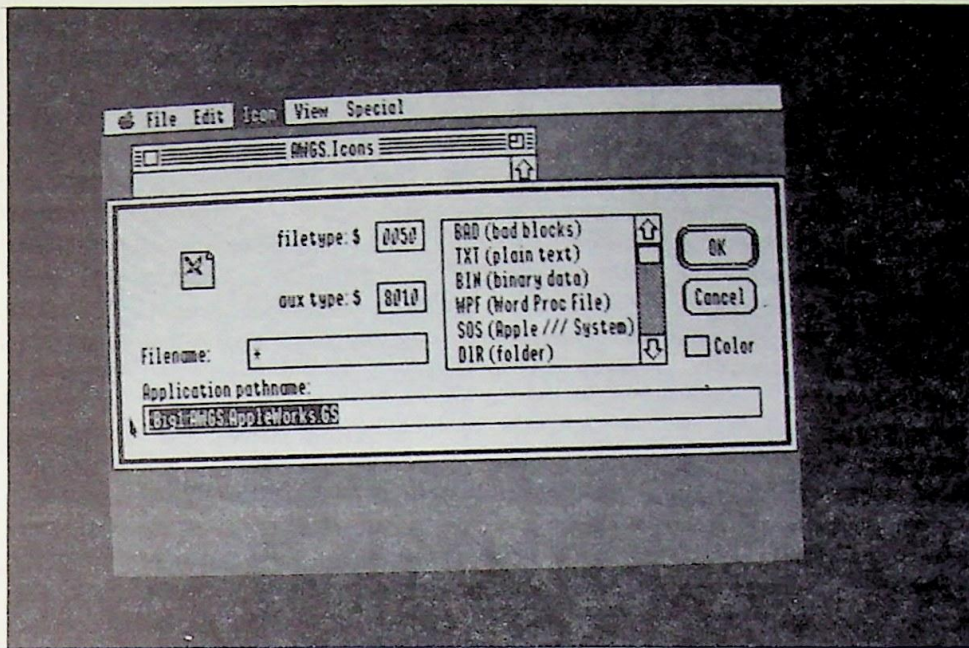 File Edit Icon View Special
AWGS.Icons
filetype: $ 0050
aux type: $ 8010
BAD (bad blocks)
TXT (plain text)
BIN (binary data)
WPF (Word Proc File)
SOS (Apple /// System)
DIR (folder)
OK
Cancel
Color
Filename: *
Application pathname:
:Big1:AWGS:AppleWorks.GS